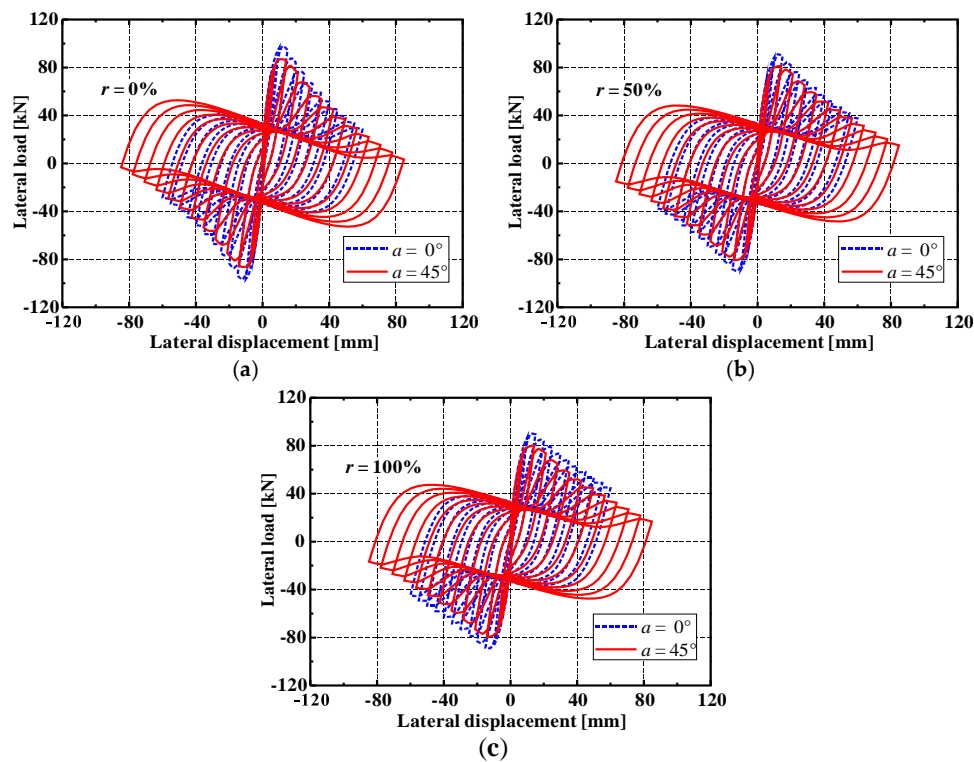 120
80
40
0
-40
-80
-120
Lateral load [kN]
r = 0%
a = 0°
a = 45°
-120 -80 -40 0 40 80 120
Lateral displacement [mm]
(a)
120
80
40
0
-40
-80
-120
Lateral load [kN]
r = 50%
a = 0°
a = 45°
-120 -80 -40 0 40 80 120
Lateral displacement [mm]
(b)
120
80
40
0
-40
-80
-120
Lateral load [kN]
r = 100%
a = 0°
a = 45°
-120 -80 -40 0 40 80 120
Lateral displacement [mm]
(c)